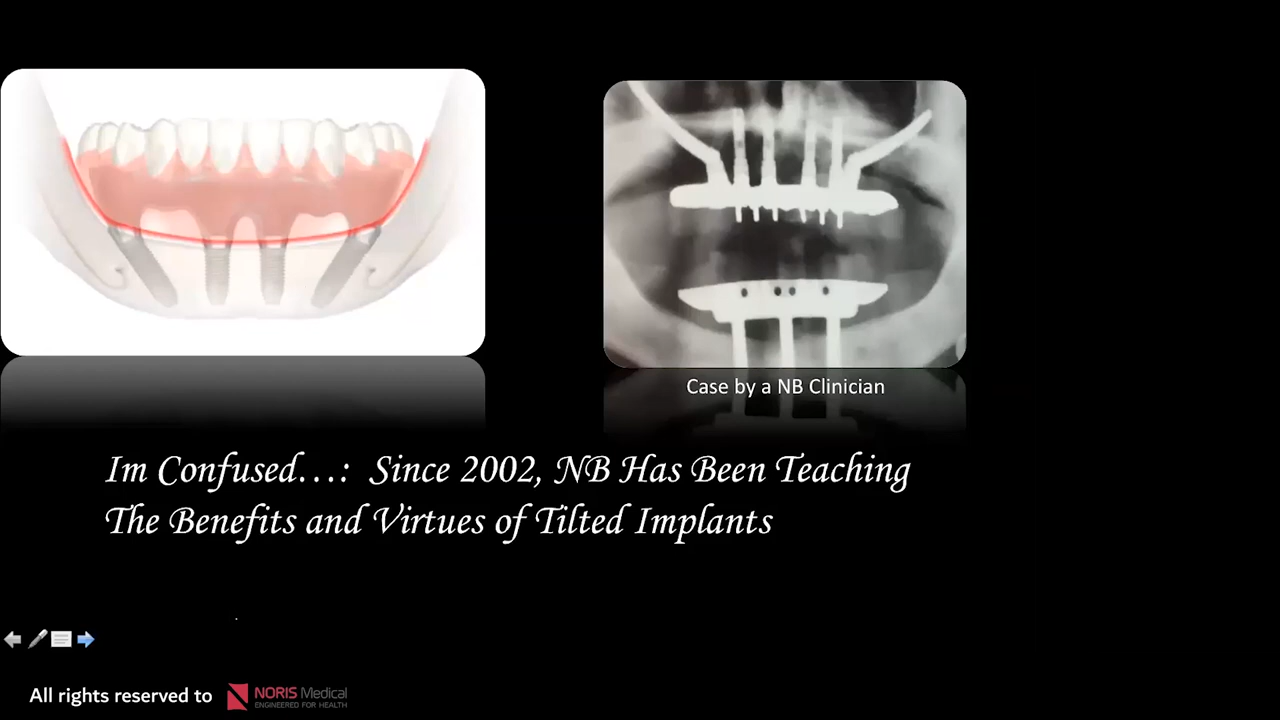 Case by a NB Clinician
Im Confused...: Since 2002, NB Has Been Teaching
The Benefits and Virtues of Tilted Implants
All rights reserved to NORIS Medical
ENGINEERED FOR HEALTH